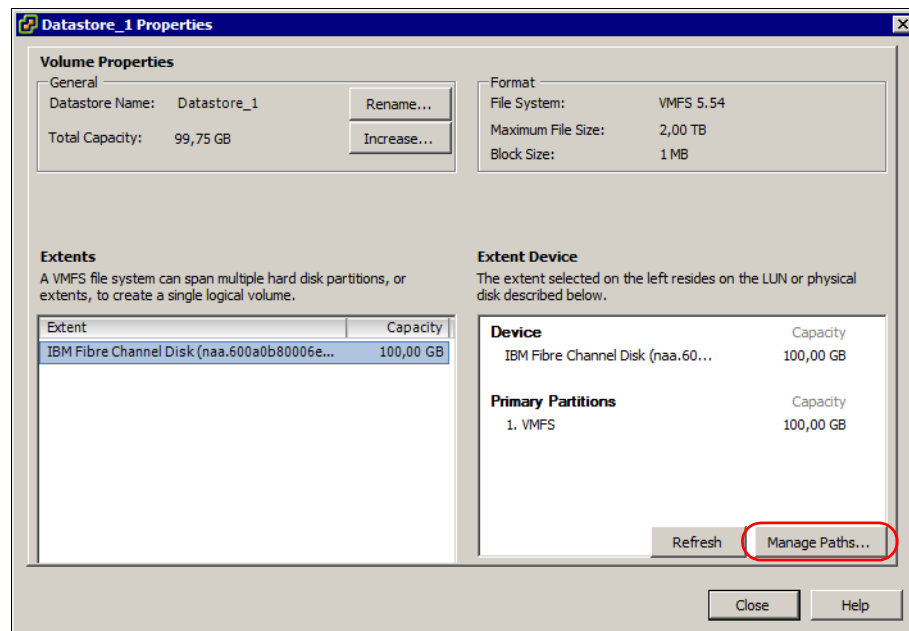 Datastore_1 Properties
Volume Properties
General
Datastore Name: Datastore_1 Rename...
Total Capacity: 99,75 GB Increase...
Format
File System: VMFS 5.54
Maximum File Size: 2,00 TB
Block Size: 1 MB
Extents
A VMFS file system can span multiple hard disk partitions, or
extents, to create a single logical volume.
Extent Capacity
IBM Fibre Channel Disk (naa.600a0b80006e... 100,00 GB
Extent Device
The extent selected on the left resides on the LUN or physical
disk described below.
Device Capacity
IBM Fibre Channel Disk (naa.60... 100,00 GB
Primary Partitions Capacity
1. VMFS 100,00 GB
Refresh Manage Paths...
Close Help